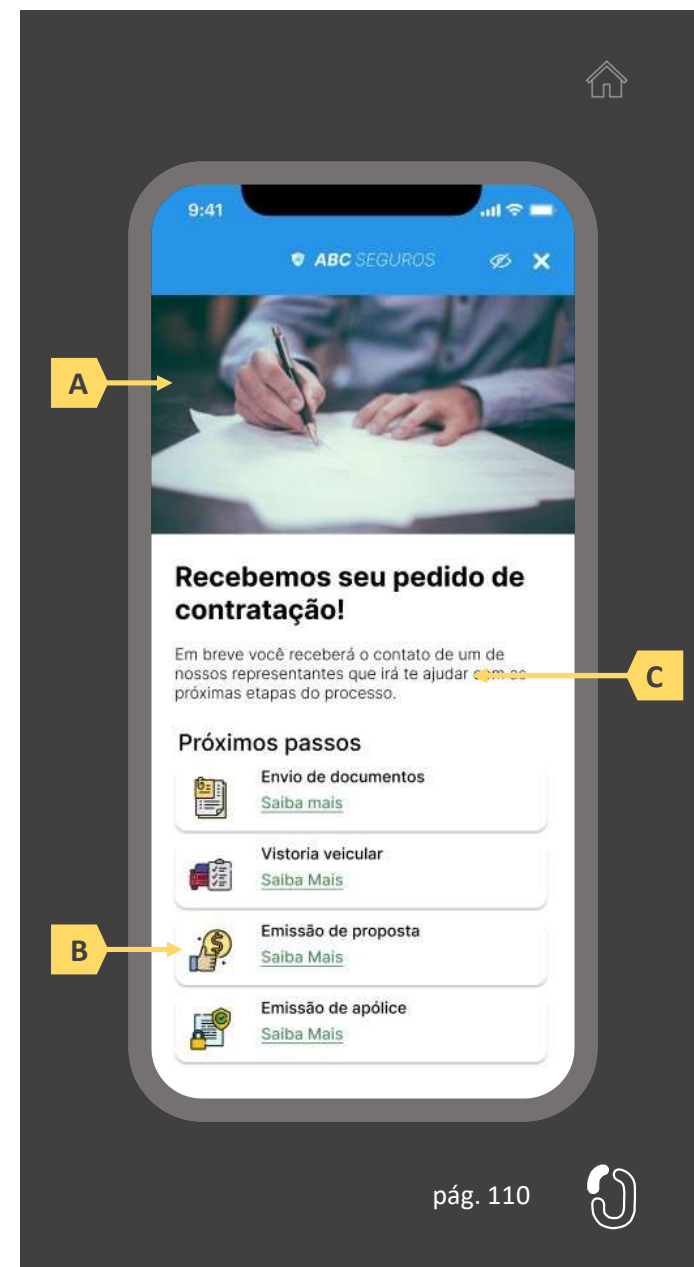 9:41
ABC SEGUROS
A
Recebemos seu pedido de
contratação!
Em breve você receberá o contato de um de
nossos representantes que irá te ajudar com as
próximas etapas do processo.
C
Próximos passos
Envio de documentos
Saiba mais
Vistoria veicular
Saiba Mais
B
Emissão de proposta
Saiba Mais
Emissão de apólice
Saiba Mais
pág. 110